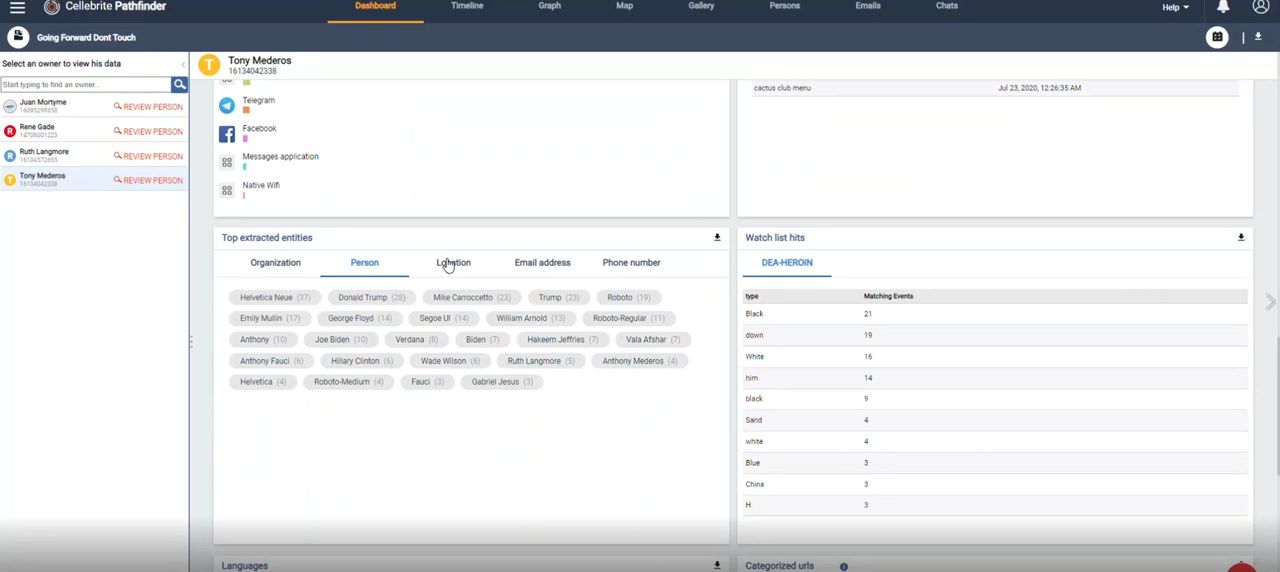 Cellebrite Pathfinder
Dashboard
Timeline
Graph
Map
Gallery
Persons
Emails
Chats
Help
Going Forward Dont Touch
Select an owner to view his data
Start typing to find an owner...
Juan Mortyme
REVIEW PERSON
Rene Gade
14706001223
REVIEW PERSON
Ruth Langmore
16104572655
REVIEW PERSON
Tony Mederos
16134042338
REVIEW PERSON
Tony Mederos
16134042338
Telegram
Facebook
Messages application
Native Wifi
cactus club menu Jul 23, 2020, 12:26:35 AM
Top extracted entities
Organization Person Location Email address Phone number
Helvetica Neue (37) Donald Trump (28) Mike Carroccetto (23) Trump (23) Roboto (19)
Emily Mullin (17) George Floyd (14) Segoe UI (14) William Arnold (13) Roboto-Regular (11)
Anthony (10) Joe Biden (10) Verdana (8) Biden (7) Hakeem Jeffries (7) Vala Afshar (7)
Anthony Fauci (6) Hillary Clinton (6) Wade Wilson (6) Ruth Langmore (5) Anthony Mederos (4)
Helvetica (4) Roboto-Medium (4) Fauci (3) Gabriel Jesus (3)
Watch list hits
DEA-HEROIN
type Matching Events
Black 21
down 19
White 16
him 14
black 9
Sand 4
white 4
Blue 3
China 3
H 3
Languages
Categorized urls